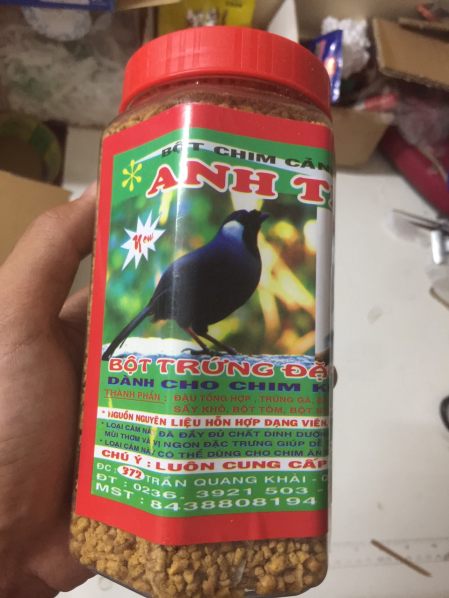 BỘT CHIM CĂN
ANH T
New
BỘT TRỨNG ĐẶ
DÀNH CHO CHIM K
THÀNH PHẦN : ĐẬU TỔNG HỢP , TRỨNG GÀ,
SẤY KHÔ, BỘT TÔM, BỘT
* NGUỒN NGUYÊN LIỆU HỖN HỢP DẠNG VIÊN,
* LOẠI CÁM NÀY ĐÃ ĐẦY ĐỦ CHẤT DINH DƯỠNG
MÙI THƠM VÀ VỊ NGON ĐẶC TRƯNG GIÚP DỄ
* LOẠI CÁM NÀY CÓ THỂ DÙNG CHO CHIM ĂN
CHÚ Ý : LUÔN CUNG CẤP
ĐC : 979 TRẦN QUANG KHẢI -
ĐT : 0236. 3921 503
MST : 8438808194